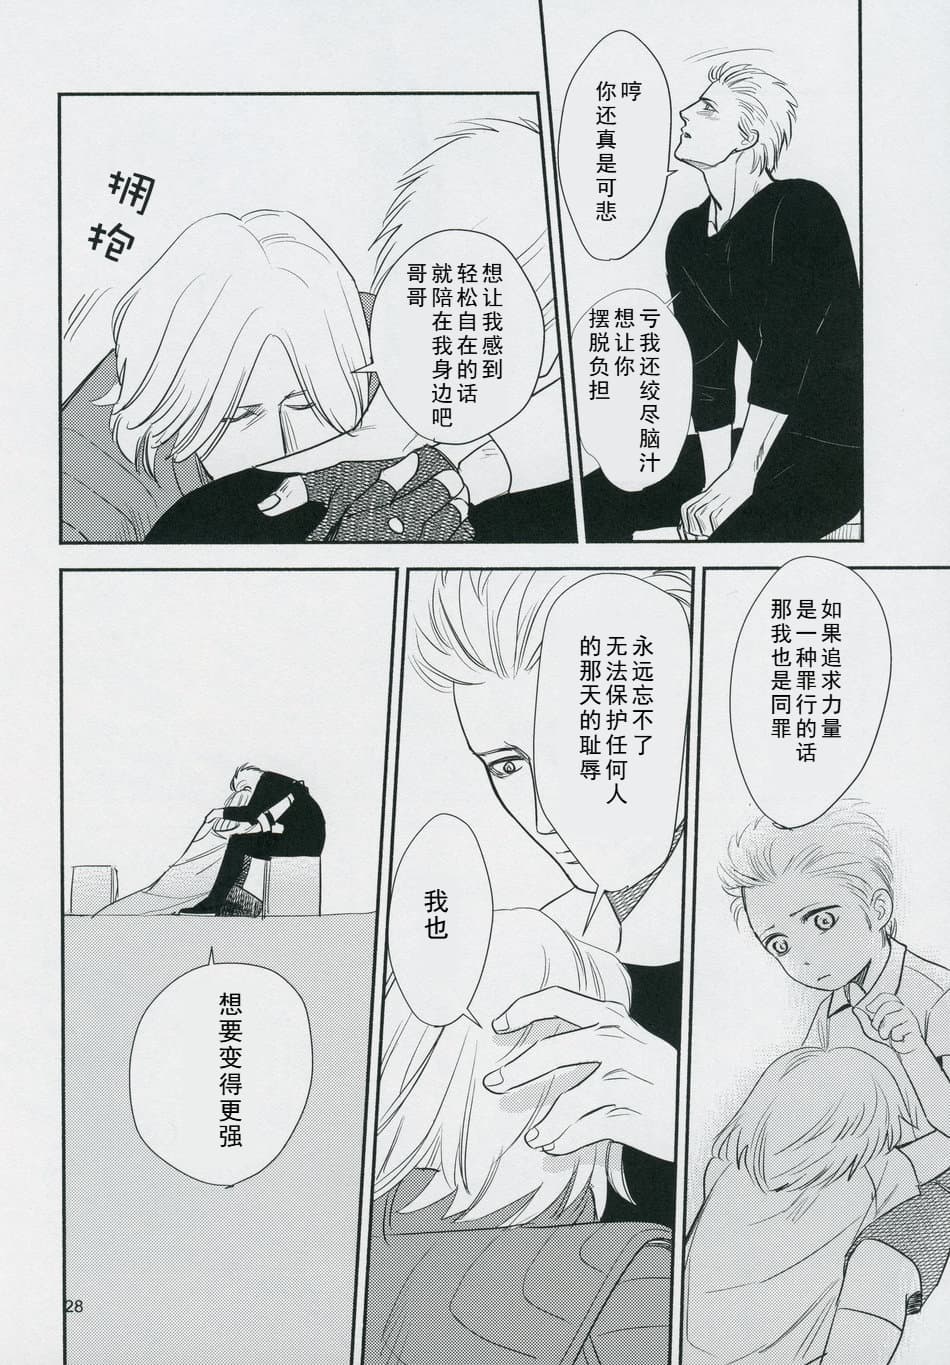 哼
你还真是可悲
亏我还绞尽脑汁
想让你
摆脱负担
拥抱
想让我感到
轻松自在的话
就陪在我身边吧
哥哥
如果追求力量
是一种罪行的话
那我也是同罪
永远忘不了
无法保护任何人
的那天的耻辱
我也
想要变得更强
28